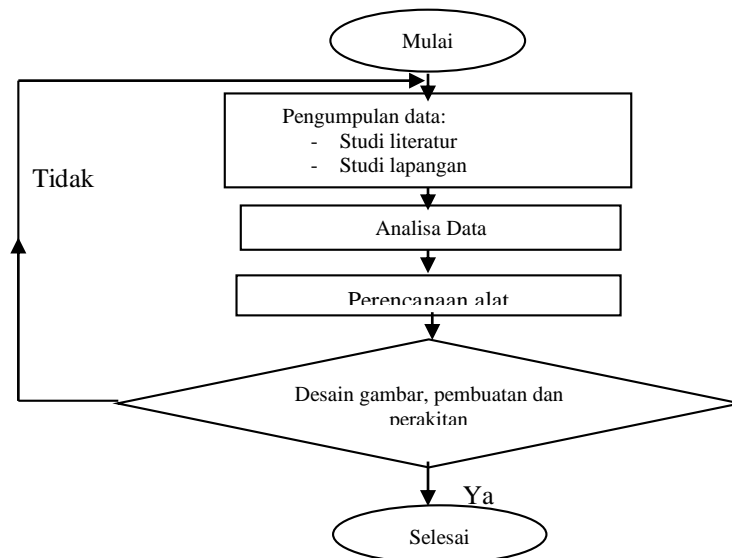 Mulai
Pengumpulan data:
- Studi literatur
- Studi lapangan
Tidak
Analisa Data
Perencanaan alat
Desain gambar, pembuatan dan
perakitan
Ya
Selesai